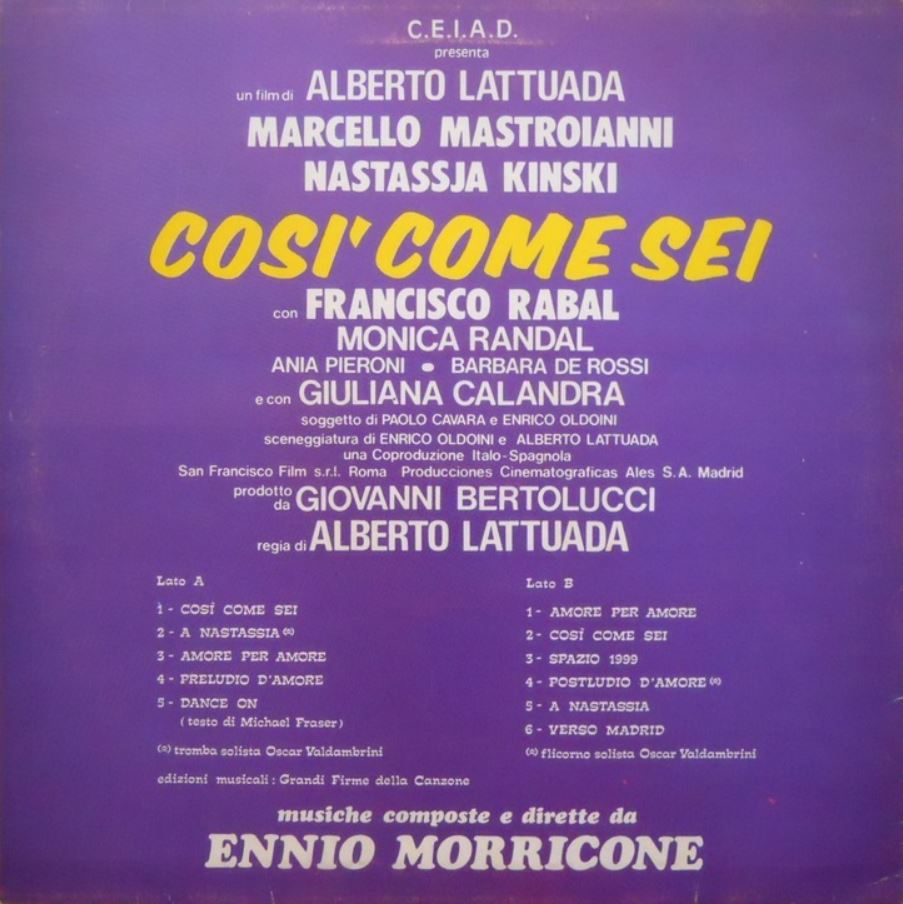 C.E.I.A.D.
presenta
un film di ALBERTO LATTUADA
MARCELLO MASTROIANNI
NASTASSJA KINSKI
COSI' COME SEI
con FRANCISCO RABAL
MONICA RANDAL
ANIA PIERONI • BARBARA DE ROSSI
e con GIULIANA CALANDRA
soggetto di PAOLO CAVARA e ENRICO OLDOINI
sceneggiatura di ENRICO OLDOINI e ALBERTO LATTUADA
una Coproduzione Italo-Spagnola
San Francisco Film s.r.l. Roma Producciones Cinematograficas Ales S.A. Madrid
prodotto da GIOVANNI BERTOLUCCI
regia di ALBERTO LATTUADA
Lato A
1 - COSÌ COME SEI
2 - A NASTASSIA (*)
3 - AMORE PER AMORE
4 - PRELUDIO D'AMORE
5 - DANCE ON
(testo di Michael Fraser)
(*) tromba solista Oscar Valdambrini
edizioni musicali: Grandi Firme della Canzone
Lato B
1 - AMORE PER AMORE
2 - COSÌ COME SEI
3 - SPAZIO 1999
4 - POSTLUDIO D'AMORE (*)
5 - A NASTASSIA
6 - VERSO MADRID
(*) flicorno solista Oscar Valdambrini
musiche composte e dirette da
ENNIO MORRICONE